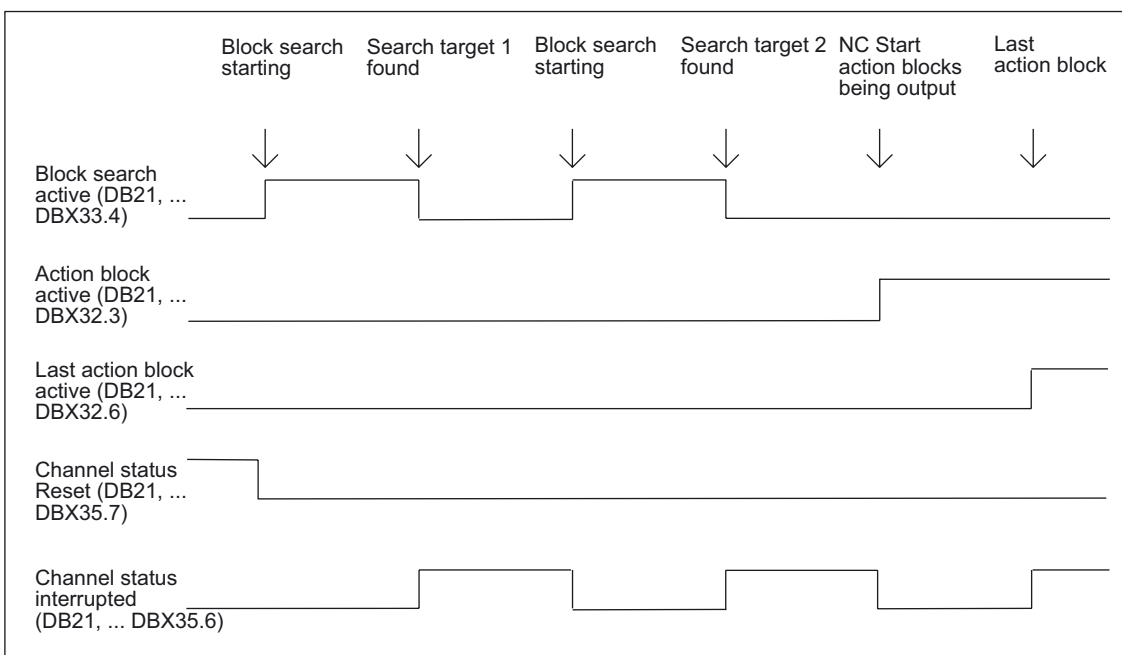 Block search
starting
Search target 1
found
Block search
starting
Search target 2
found
NC Start
action blocks
being output
Last
action block
Block search
active (DB21, ...
DBX33.4)
Action block
active (DB21, ...
DBX32.3)
Last action block
active (DB21, ...
DBX32.6)
Channel status
Reset (DB21, ...
DBX35.7)
Channel status
interrupted
(DB21, ... DBX35.6)